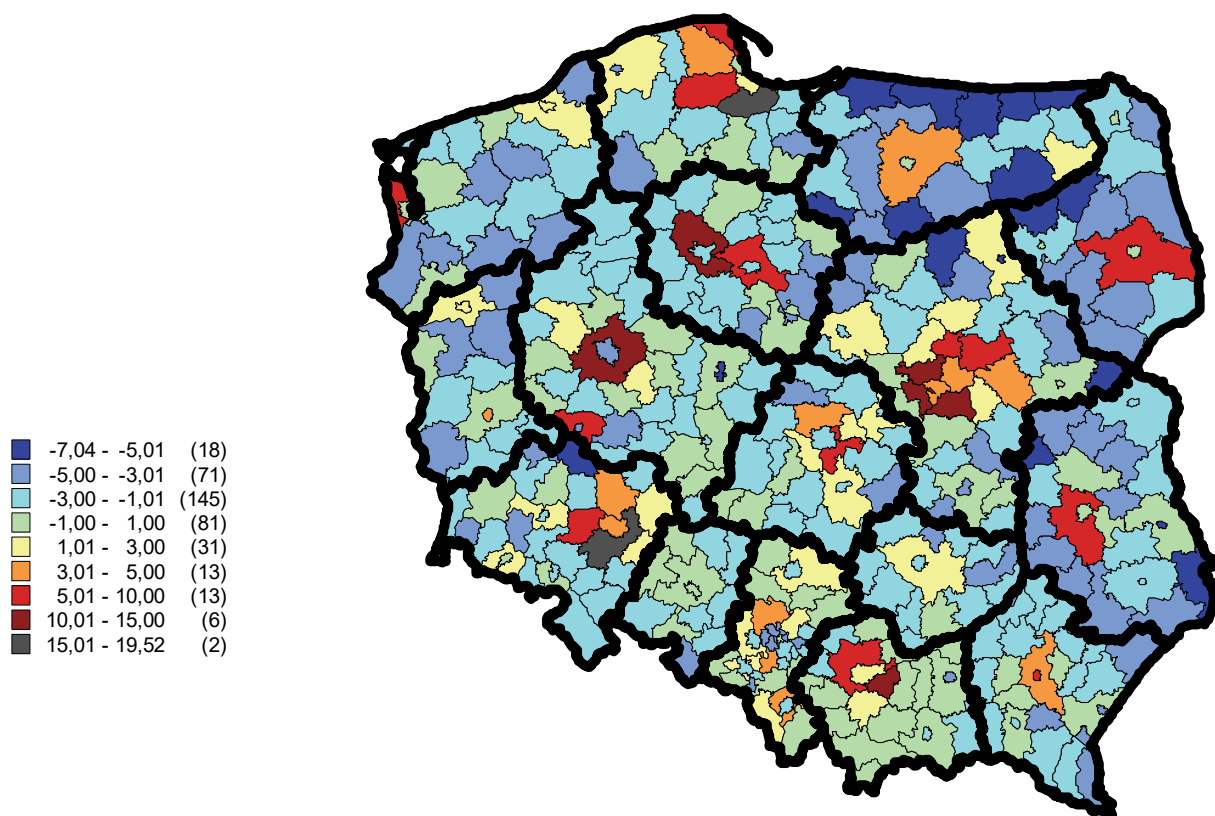 -7,04 - -5,01 (18)
-5,00 - -3,01 (71)
-3,00 - -1,01 (145)
-1,00 - 1,00 (81)
1,01 - 3,00 (31)
3,01 - 5,00 (13)
5,01 - 10,00 (13)
10,01 - 15,00 (6)
15,01 - 19,52 (2)